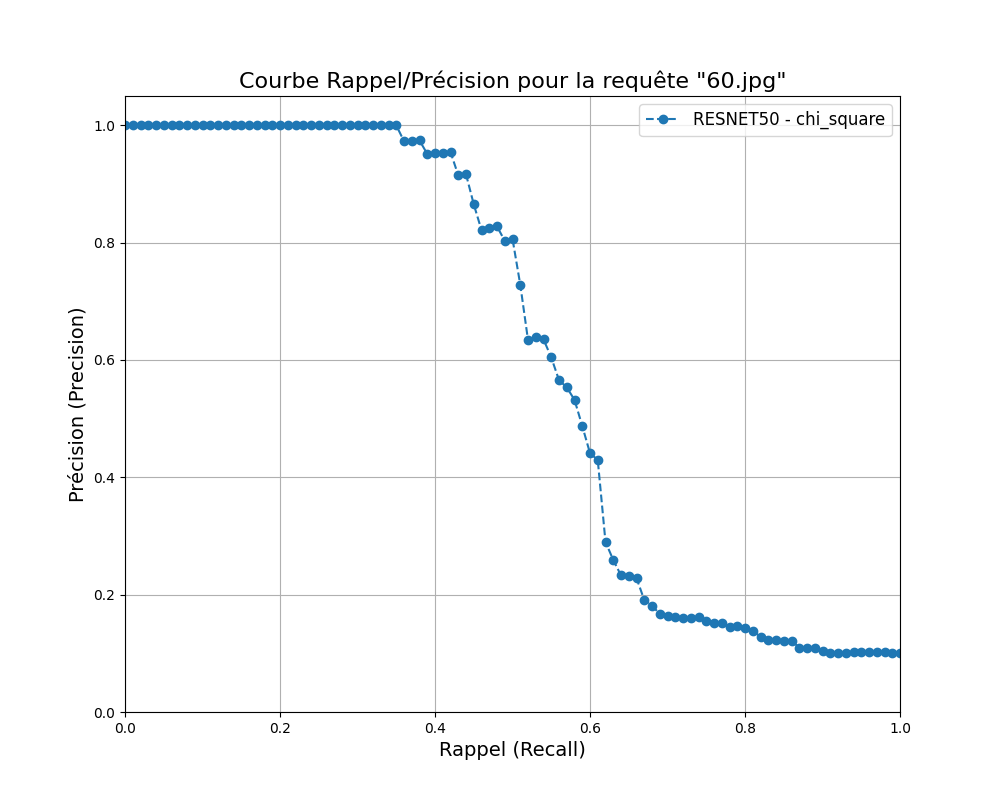 Courbe Rappel/Précision pour la requête "60.jpg"
RESNET50 - chi_square
Précision (Precision)
1.0
0.8
0.6
0.4
0.2
0.0
0.0 0.2 0.4 0.6 0.8 1.0
Rappel (Recall)